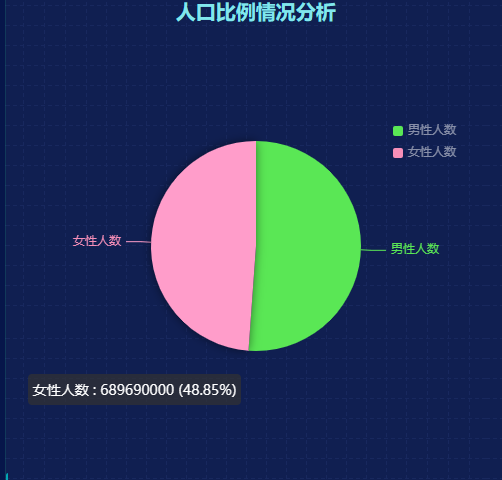 人口比例情况分析
男性人数
女性人数
女性人数
男性人数
女性人数 : 689690000 (48.85%)